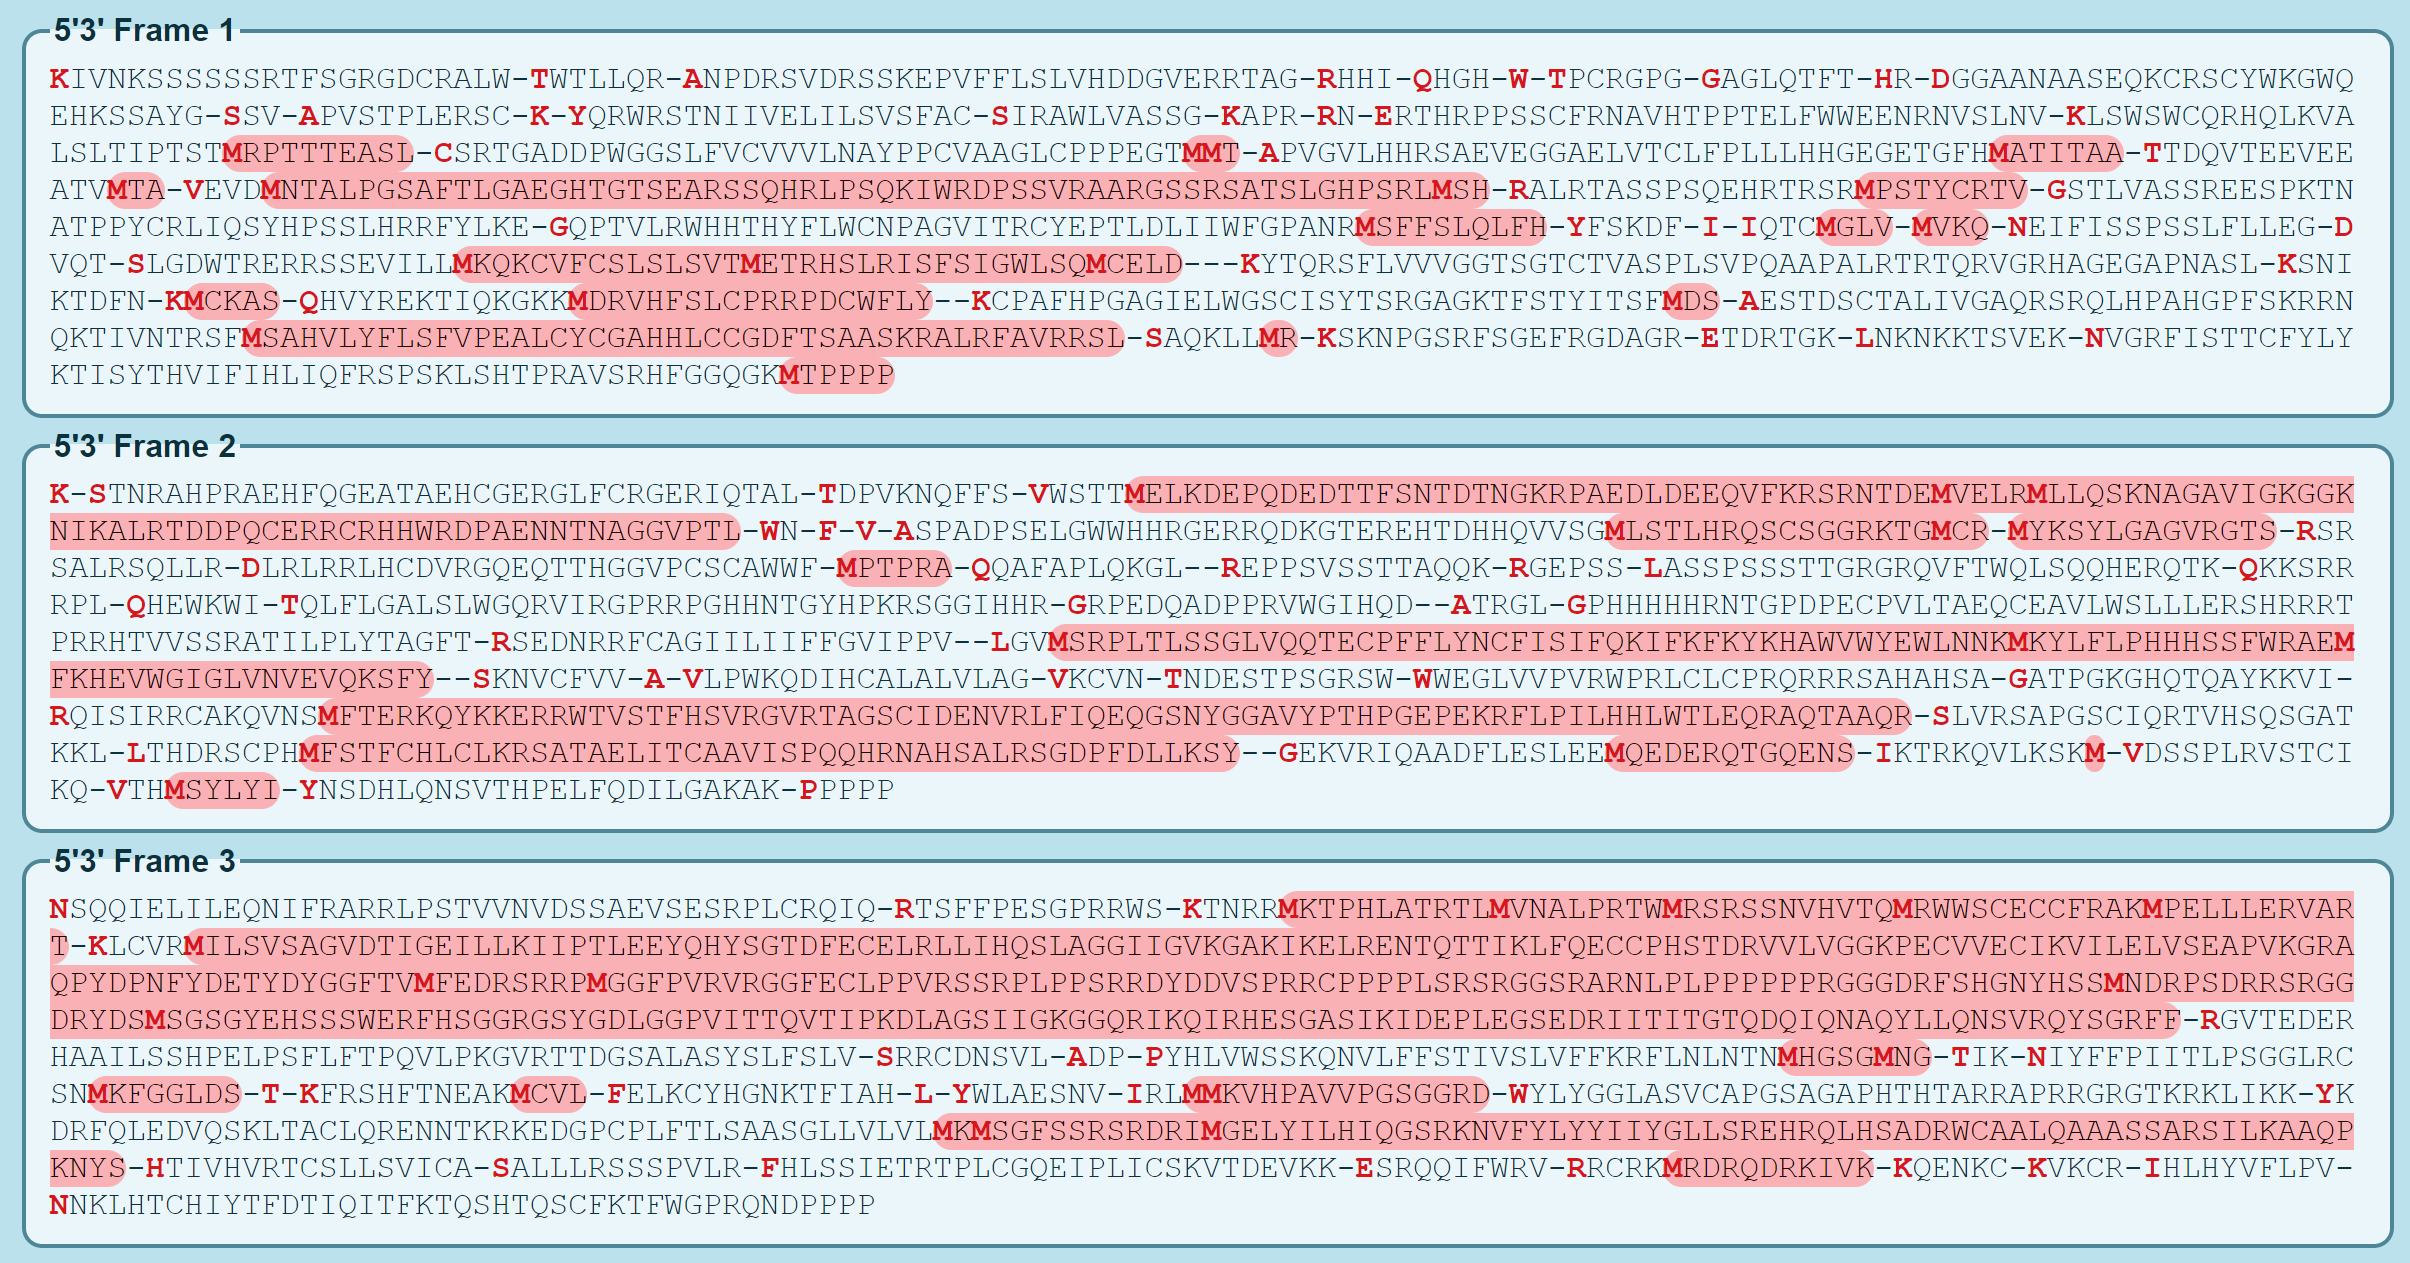 5'3' Frame 1
KIVNKSSSSSSRTFSGRGDCRALW-TWTLLQR-ANPDRSVDRSSKEPVFFLSLVHDDGVERRTAG-RHHI-QHGH-W-TPCRGPG-GAGLQTFT-HR-DGGAANAASEQKCRSCYWKGWQ
EHKSSAYG-SSV-APVSTPLERSC-K-YQRWRSTNIIVELILSVSFAC-SIRAWLVASSG-KAPR-RN-ERTHRPPSSCFRNAVHTPPTELFWWEENRNVSLNV-KLSWSWCQRHQLKVA
LSLTIPTSTMRPTTTEASL-CSRTGADDPWGGSLFVCVVVLNAYPPCVAAGLCPPPEGTMMT-APVGVLHHRSAEVEGGAELVTCLFPLLLHHGEGETGFHMATITAA-TTDQVTEEVEE
ATVMTA-VEVDMNTALPGSAFTLGAEGHTGTSEARSSQHRLPSQKIWRDPSSVRAARGSSRSATSLGHPSRLMSH-RALRTASSPSQEHRTRSRMPSTYCRTV-GSTLVASSREESPKTN
ATPPYCRLIQSYHPSSLHRRFYLKE-GQPTVLRWHHTHYFLWCNPAGVITRCYEPTLDLIIWFGPANRMSFFSLQLFH-YFSKDF-I-IQTCMGLV-MVKQ-NEIFISSPSSLFLLEG-D
VQT-SLGDWTRERRSSEVILLMKQKCVFCSLSLSVTMETRHSLRISFSIGWLSQMCELD---KYTQRSFLVVVGGTSGTCTVASPLSVPQAAPALRTRTQRVGRHAGEGAPNASL-KSNI
KTDFN-KMCKAS-QHVYREKTIQKGKKMDRVHFSLCPRRPDCWFLY--KCPAFHPGAGIELWGSCISYTSRGAGKTFSTYITSFMDS-AESTDSCTALIVGAQRSRQLHPAHGPFSKRRN
QKTIVNTRSFMSAHVLYFLSFVPEALCYCGAHHLCCGDFTSAASKRALRFAVRRSL-SAQKLLMR-KSKNPGSRFSGEFRGDAGR-ETDRTGK-LNKNKKTSVEK-NVGRFISTTCFYLY
KTISYTHVIFIHLIQFRSPSKLSHTPRAVSRHFGGQGKMTPPPP
5'3' Frame 2
K-STNRAHPRAEHFQGEATAEHCGERGLFCRGERIQTAL-TDPVKNQFFS-VWSTTMELKDEPQDEDTTFSNTDTNGKRPAEDLDEEQVFKRSRNTDEMVELRMLLQSKNAGAVIGKGGK
NIKALRTDDPQCERRCRHHWRDPAENNTNAGGVPTL-WN-F-V-ASPADPSELGWWHHRGERRQDKGTEREHTDHHQVVSGMLSTLHRQSCSGGRKTGMCR-MYKSYLGAGVRGTS-RSR
SALRSQLLR-DLRLRRLHCDVRGQEQTTHGGVPCSCAWWF-MPTPRA-QQAFAPLQKGL--REPPSVSSTTAQQK-RGEPSS-LASSPSSSTTGRGRQVFTWQLSQQHERQTK-QKKSRR
RPL-QHEWKWI-TQLFLGALSLWGQRVIRGPRRPGHHNTGYHPKRSGGIHHR-GRPEDQADPPRVWGIHQD--ATRGL-GPHHHHHRNTGPDPECPVLTAEQCEAVLWSLLLERSHRRRT
PRRHTVVSSRATILPLYTAGFT-RSEDNRRFCAGIILIIFFGVIPPV--LGVMSRPLTLSSGLVQQTECPFFLYNCFISIFQKIFKFKYKHAWVWYEWLNNKMKYLFLPHHHSSFWRAEM
FKHEVWGIGLVNVEVQKSFY--SKNVCFVV-A-VLPWKQDIHCALALVLAG-VKCVN-TNDESTPSGRSW-WWEGLVVPVRWPRLCLCPRQRRRSAHAHSA-GATPGKGHQTQAYKKVI-
RQISIRRCAKQVNSMFTERKQYKKERRWTVSTFHSVRGVRTAGSCIDENVRLFIQEQGSNYGGAVYPTHPGEPEKRFLPILHHLWTLEQRAQTAAQR-SLVRSAPGSCIQRTVHSQSGAT
KKL-LTHDRSCPHMFSTFCHLCLKRSATAELITCAAVISPQQHRNAHSALRSGDPFDLLKSY--GEKVRIQAADFLESLEEMQEDERQTGQENS-IKTRKQVLKSKM-VDSSPLRVSTCI
KQ-VTHMSYLYI-YNSDHLQNSVTHPELFQDILGAKAK-PPPPP
5'3' Frame 3
NSQQIELILEQNIFRARRLPSTVVNVDSSAEVSESRPLCRQIQ-RTSFFPESGPRRWS-KTNRRMKTPHLATRTLMVNALPRTWMRSRSSNVHVTQMRWWSCECCFRAKMPELLLERVAR
T-KLCVRMILSVSAGVDTIGEILLKIIPTLEEYQHYSGTDFECELRLLIHQSLAGGIIGVKGAKIKELRENTQTTIKLFQECCPHSTDRVVLVGGKPECVVECIKVILELVSEAPVKGRA
QPYDPNFYDETYDYGGFTVMFEDRSRRPMGGFPVRVRGGFECLPPVRSSRPLPPSRRDYDDVSPRRCPPPPLSRSRGGSRARNLPLPPPPPPRGGGDRFSHGNYHSSMNDRPSDRRSRGG
DRYDSMSGSGYEHSSSWERFHSGGRGSYGDLGGPVITTQVTIPKDLAGSIIGKGGQRIKQIRHESGASIKIDEPLEGSEDRIITITGTQDQIQNAQYLLQNSVRQYSGRFF-RGVTEDER
HAAILSSHPELPSFLFTPQVLPKGVRTTDGSALASYSLFSLV-SRRCDNSVL-ADP-PYHLVWSSKQNVLFFSTIVSLVFFKRFLNLNTNMHGSGMNG-TIK-NIYFFPIITLPSGGLRC
SNMKFGGLDS-T-KFRSHFTNEAKMCVL-FELKCYHGNKTFIAH-L-YWLAESNV-IRLMMKVHPAVVPGSGGRD-WYLYGGLASVCAPGSAGAPHTHTARRAPRRGRGTKRKLIKK-YK
DRFQLEDVQSKLTACLQRENNTKRKEDGPCPLFTLSAASGLLVLVLMKMSGFSSRSRDRIMGELYILHIQGSRKNVFYLYYIIYGLLSREHRQLHSADRWCAALQAAASSARSILKAAQP
KNYS-HTIVHVRTCSLLSVICA-SALLLRSSSPVLR-FHLSSIETRTPLCGQEIPLICSKVTDEVKK-ESRQQIFWRV-RRCRKMRDRQDRKIVK-KQENKC-KVKCR-IHLHYVFLPV-
NNKLHTCHIYTFDTIQITFKTQSHTQSCFKTFWGPRQNDPPPP